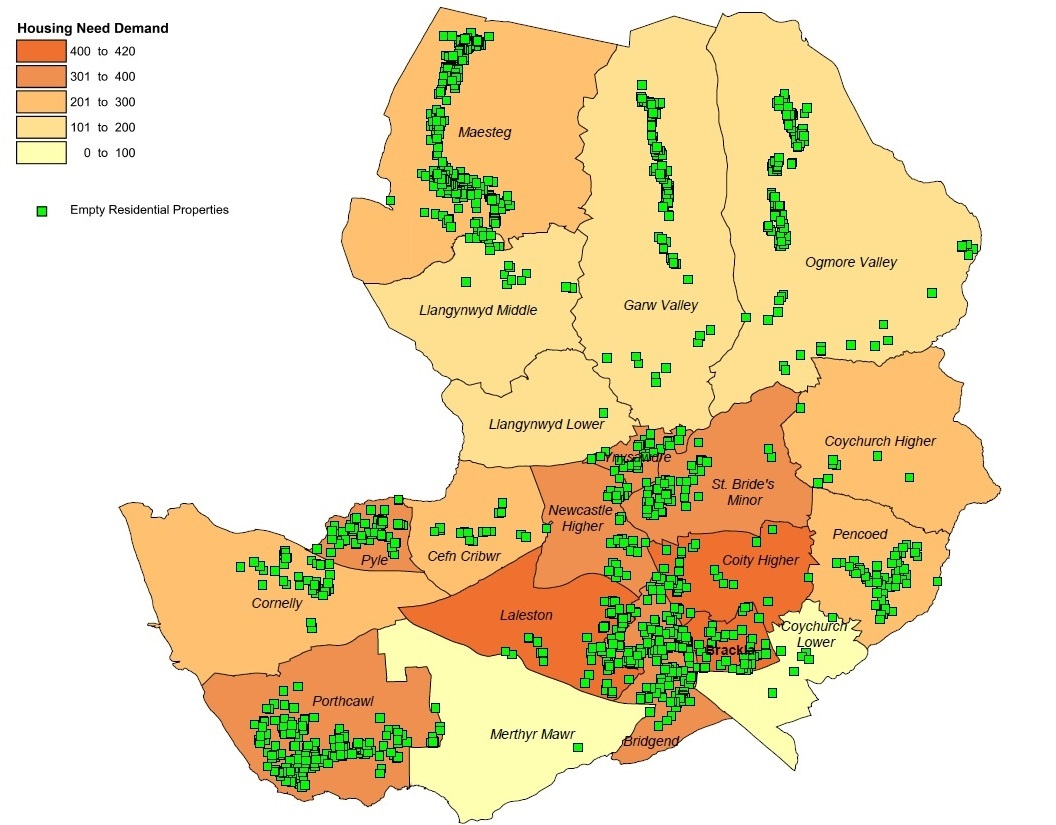 Housing Need Demand
400 to 420
301 to 400
201 to 300
101 to 200
0 to 100
Empty Residential Properties
Maesteg
Ogmore Valley
Garw Valley
Llangynwyd Middle
Llangynwyd Lower
Coychurch Higher
Ynysawdre
St. Bride's
Minor
Newcastle
Higher
Pencoed
Cefn Cribwr
Pyle
Coity Higher
Cornelly
Laleston
Coychurch
Lower
Brackla
Porthcawl
Merthyr Mawr
Bridgend